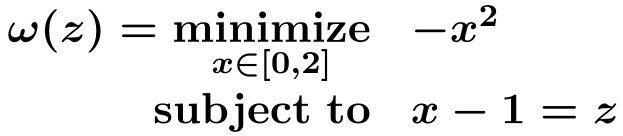 ω(z) = minimize −x²
x∈[0,2]
subject to x − 1 = z